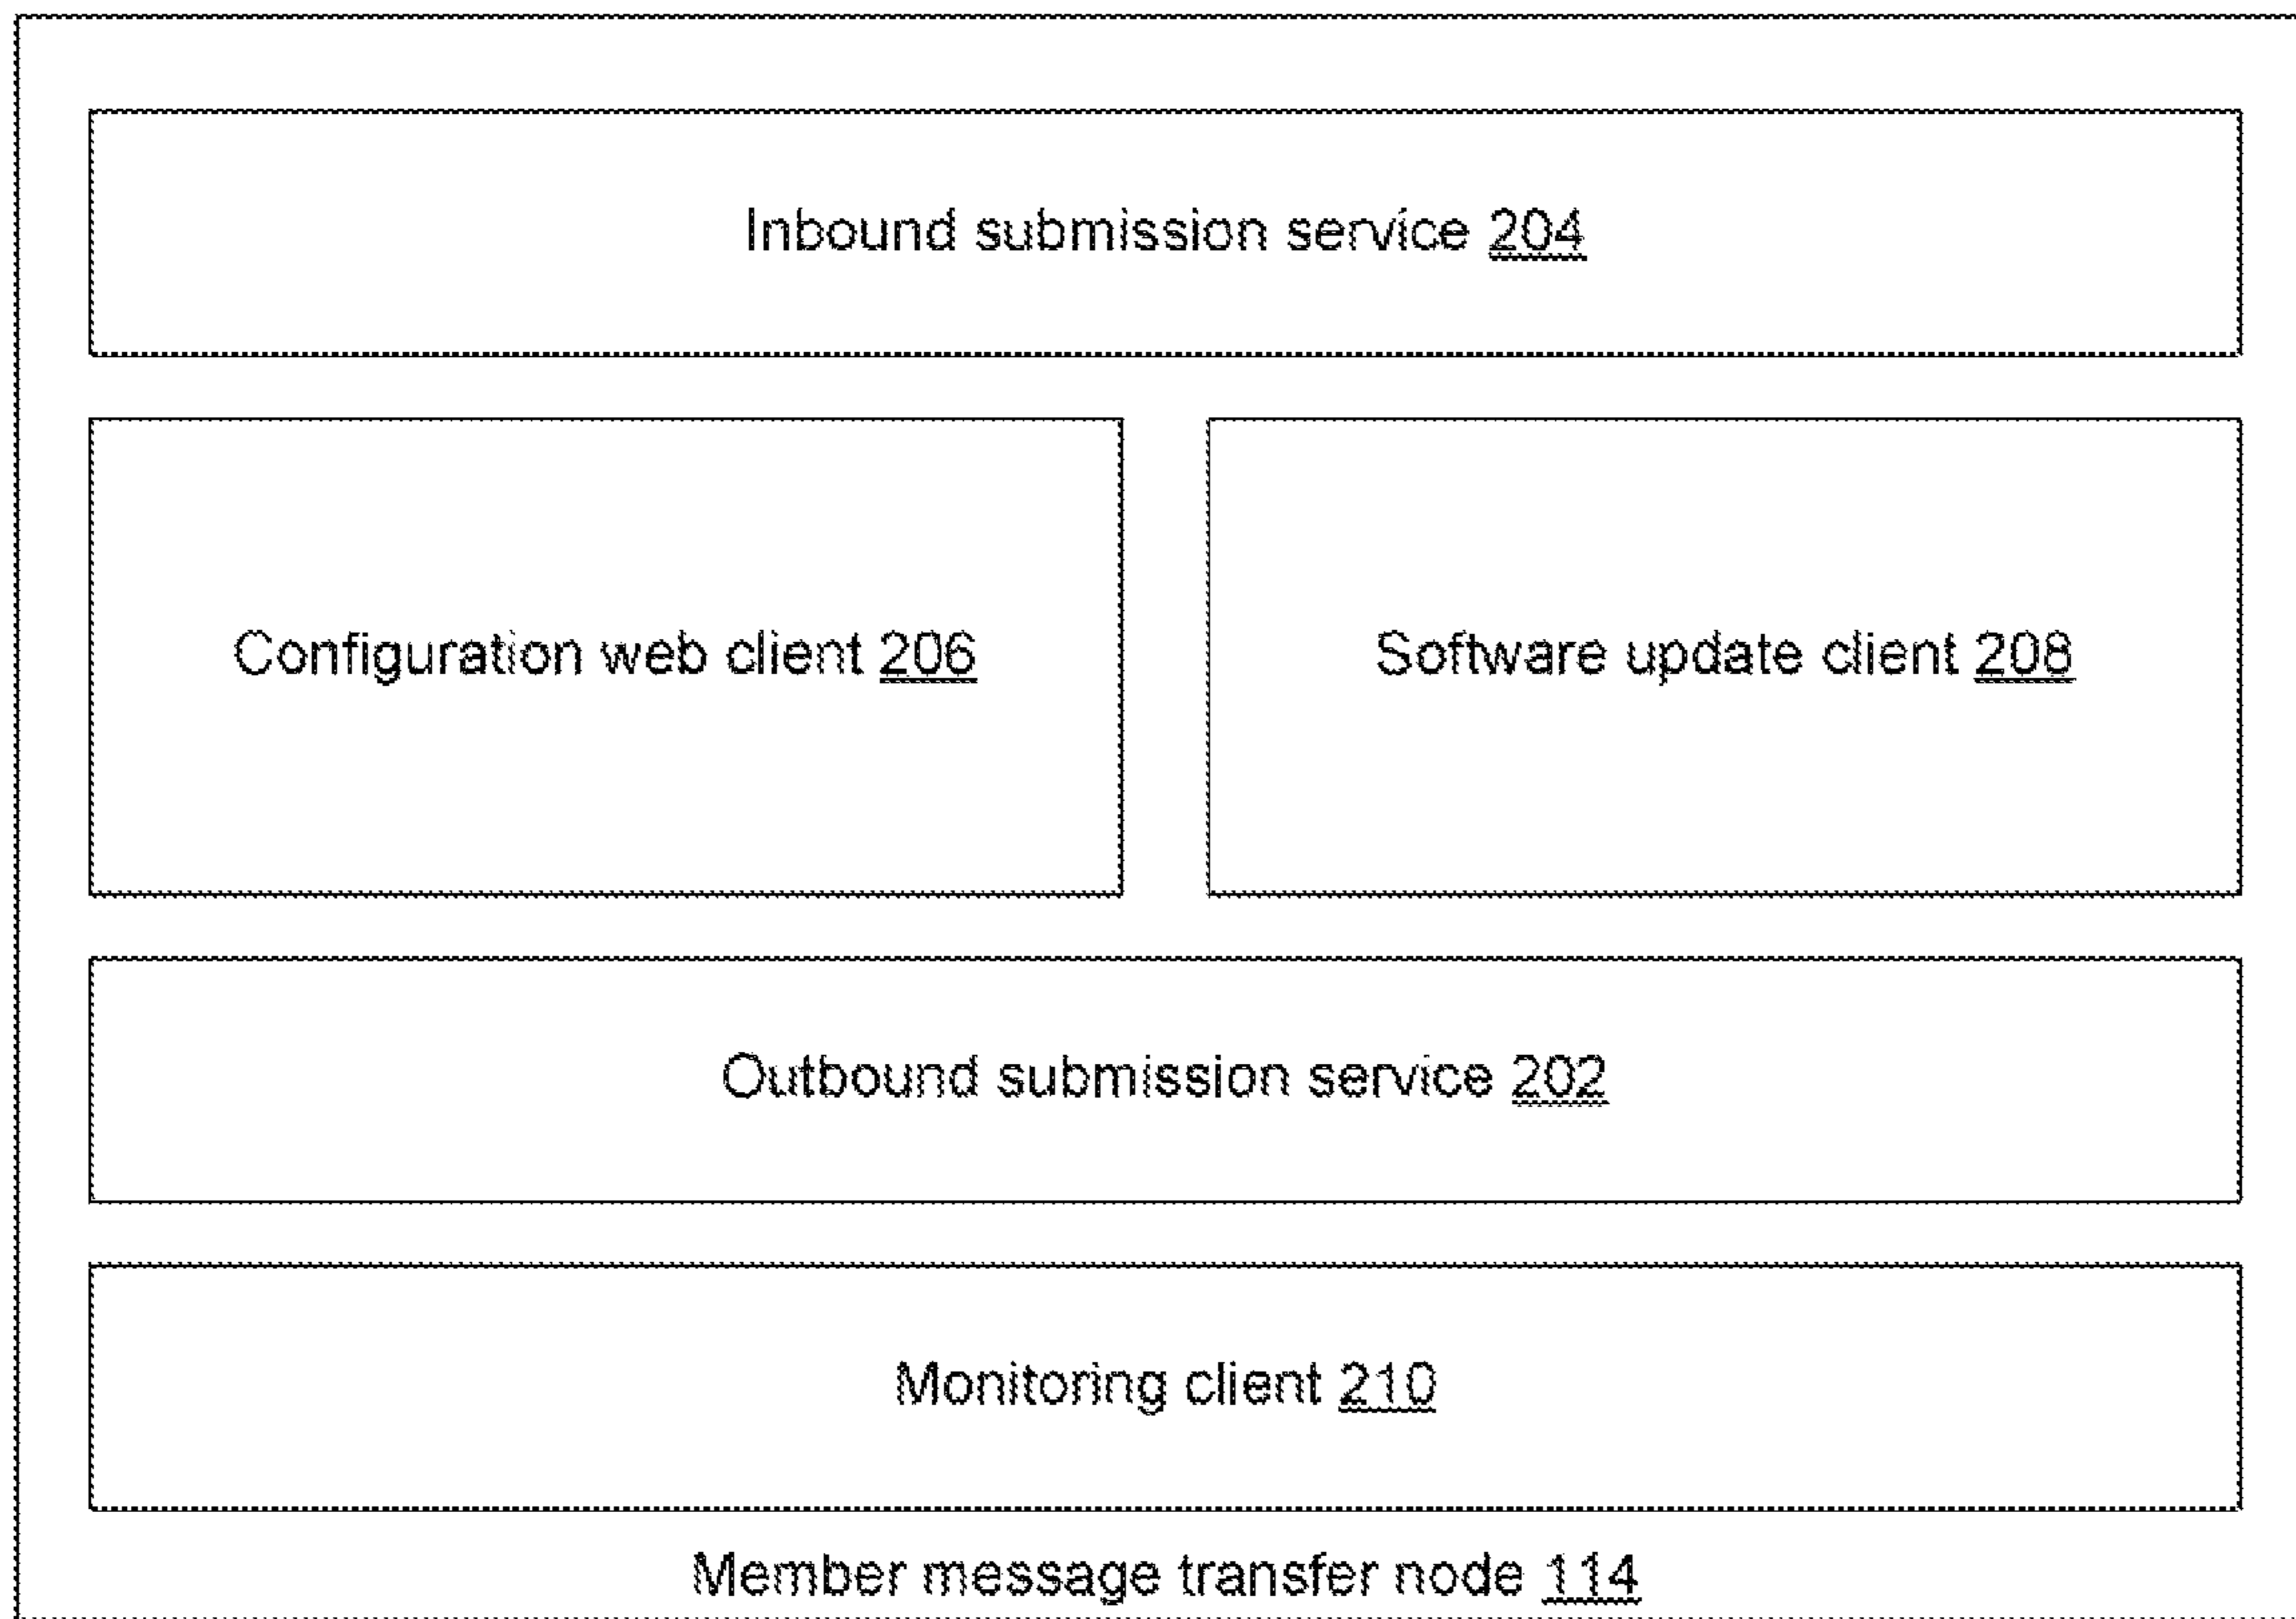 Inbound submission service 204
Configuration web client 206
Software update client 208
Outbound submission service 202
Monitoring client 210
Member message transfer node 114